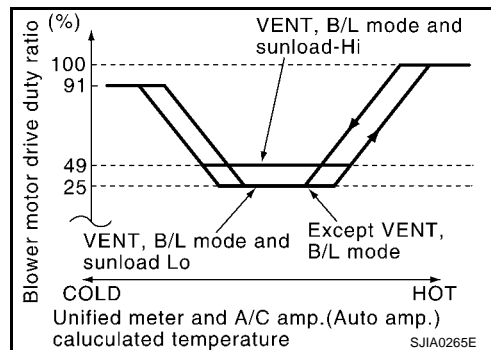 (%)
VENT, B/L mode and
sunload-Hi
100
91
49
25
Blower motor drive duty ratio
VENT, B/L mode and
sunload Lo
Except VENT,
B/L mode
COLD
HOT
Unified meter and A/C amp.(Auto amp.)
caluculated temperature
SJIA0265E